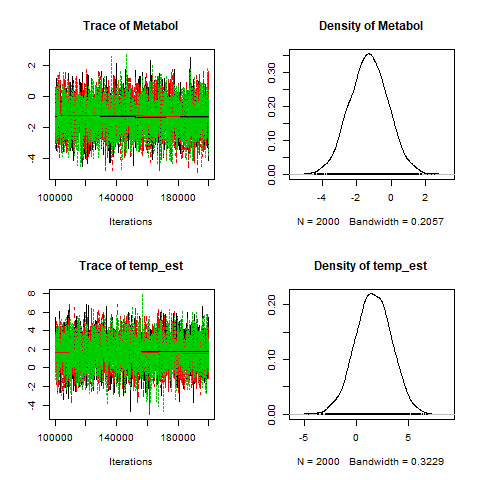 Trace of Metabol
2
0
-2
-4
100000 140000 180000
Iterations
Density of Metabol
0.30
0.20
0.10
0.00
-4 -2 0 2
N = 2000 Bandwidth = 0.2057
Trace of temp_est
8
6
4
2
0
-2
-4
100000 140000 180000
Iterations
Density of temp_est
0.20
0.10
0.00
-5 0 5
N = 2000 Bandwidth = 0.3229